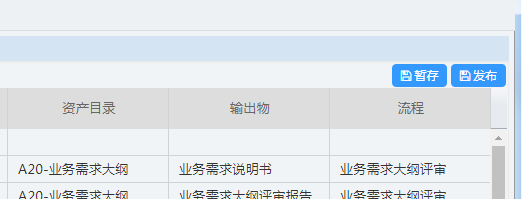 暂存 发布
资产目录 输出物 流程
A20-业务需求大纲 业务需求说明书 业务需求大纲评审
A20-业务需求大纲 业务需求大纲评审报告 业务需求大纲评审